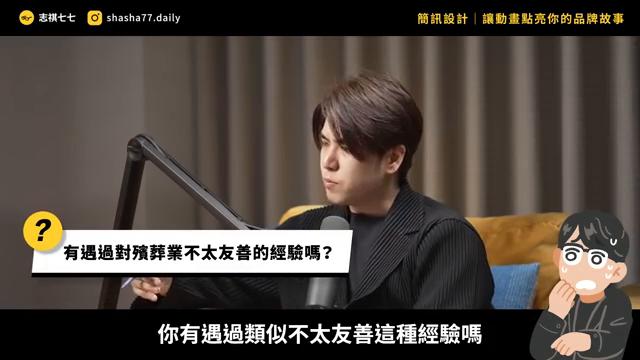 志祺七七
shasha77.daily
簡訊設計｜讓動畫點亮你的品牌故事
?
有遇過對殯葬業不太友善的經驗嗎？
你有遇過類似不太友善這種經驗嗎